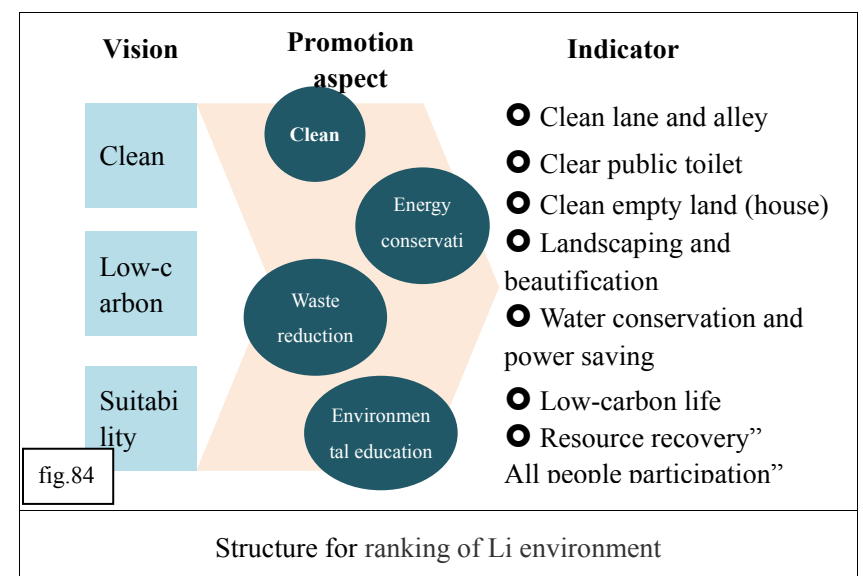 Vision
Promotion
aspect
Indicator
Clean
Low-c
arbon
Suitabi
lity
Clean
Energy
conservati
Waste
reduction
Environmen
tal education
Clean lane and alley
Clear public toilet
Clean empty land (house)
Landscaping and
beautification
Water conservation and
power saving
Low-carbon life
Resource recovery”
All people participation”
fig.84
Structure for ranking of Li environment